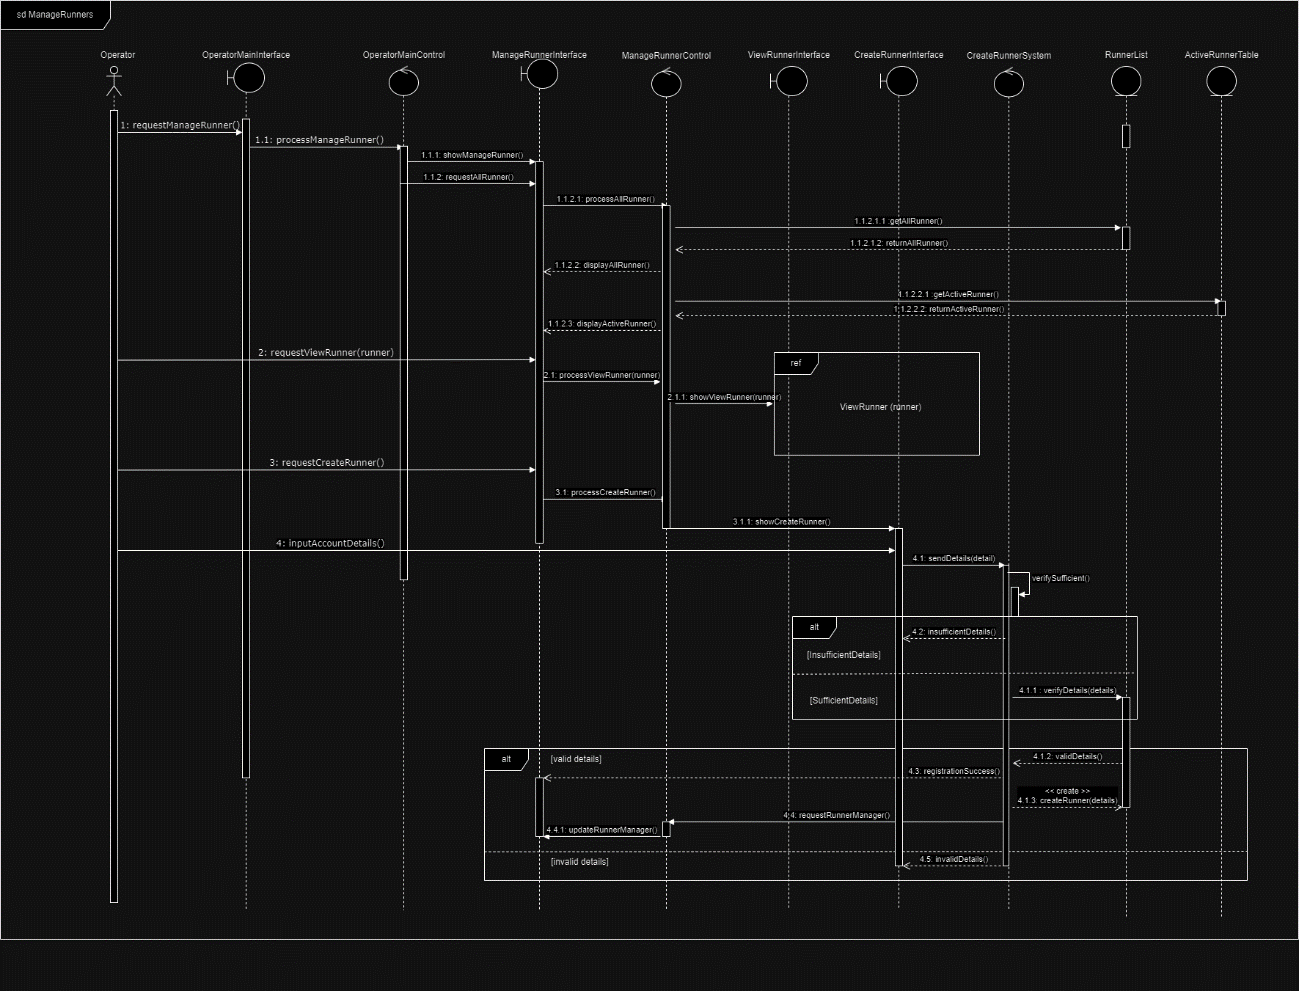 sd ManageRunners
Operator
OperatorMainInterface
OperatorMainControl
ManageRunnerInterface
ManageRunnerControl
ViewRunnerInterface
CreateRunnerInterface
CreateRunnerSystem
RunnerList
ActiveRunnerTable
1: requestManageRunner()
1.1: processManageRunner()
1.1.1: showManageRunner()
1.1.2: requestAllRunner()
1.1.2.1: processAllRunner()
1.1.2.1.1 :getAllRunner()
1.1.2.1.2: returnAllRunner()
1.1.2.2: displayAllRunner()
1.1.2.2.1 :getActiveRunner()
1.1.2.2.2: returnActiveRunner()
1.1.2.3: displayActiveRunner()
2: requestViewRunner(runner)
ref
2.1: processViewRunner(runner)
2.1.1: showViewRunner(runner)
ViewRunner (runner)
3: requestCreateRunner()
3.1: processCreateRunner()
3.1.1: showCreateRunner()
4: inputAccountDetails()
4.1: sendDetails(detail)
verifySufficient()
alt
4.2: insufficientDetails()
[InsufficientDetails]
4.1.1 : verifyDetails(details)
[SufficientDetails]
alt
[valid details]
4.1.2: validDetails()
4.3: registrationSuccess()
<< create >>
4.1.3: createRunner(details)
4.4: requestRunnerManager()
4.4.1: updateRunnerManager()
[invalid details]
4.5: invalidDetails()